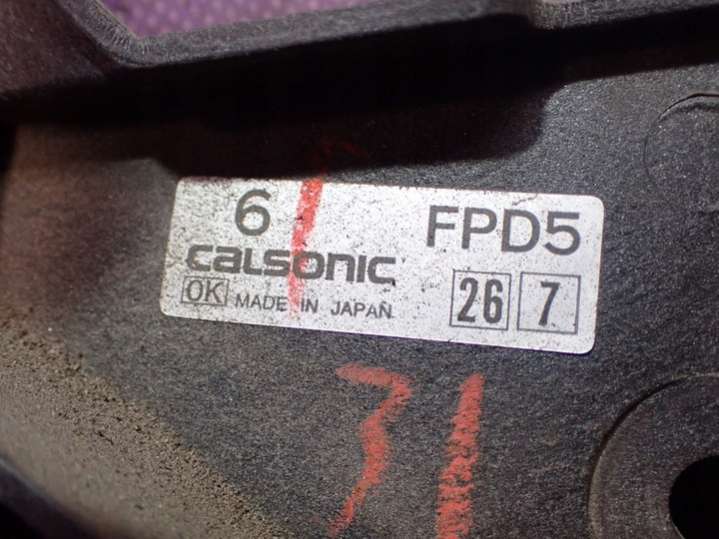 6 FPD5
CALSONIC
26 7
OK MADE IN JAPAN
31